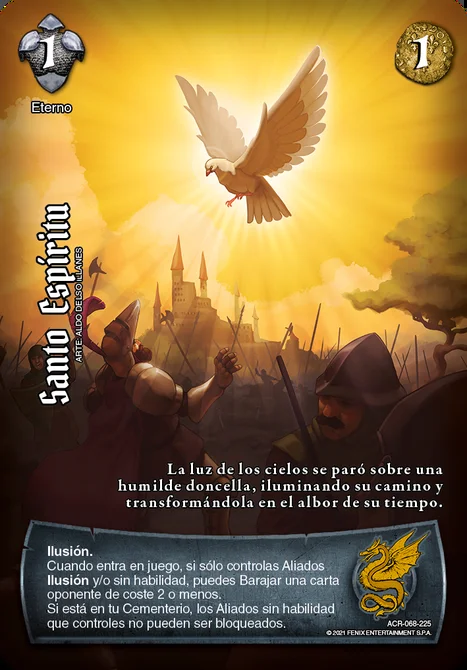 1
1
Eterno
Santo Espíritu
ARTE: ALDO DELSO ILLANES
La luz de los cielos se paró sobre una
humilde doncella, iluminando su camino y
transformándola en el albor de su tiempo.
Ilusión.
Cuando entra en juego, si sólo controlas Aliados
Ilusión y/o sin habilidad, puedes Barajar una carta
oponente de coste 2 o menos.
Si está en tu Cementerio, los Aliados sin habilidad
que controles no pueden ser bloqueados.
ACR-068-225
© 2021 FENIX ENTERTAINMENT S.P.A.